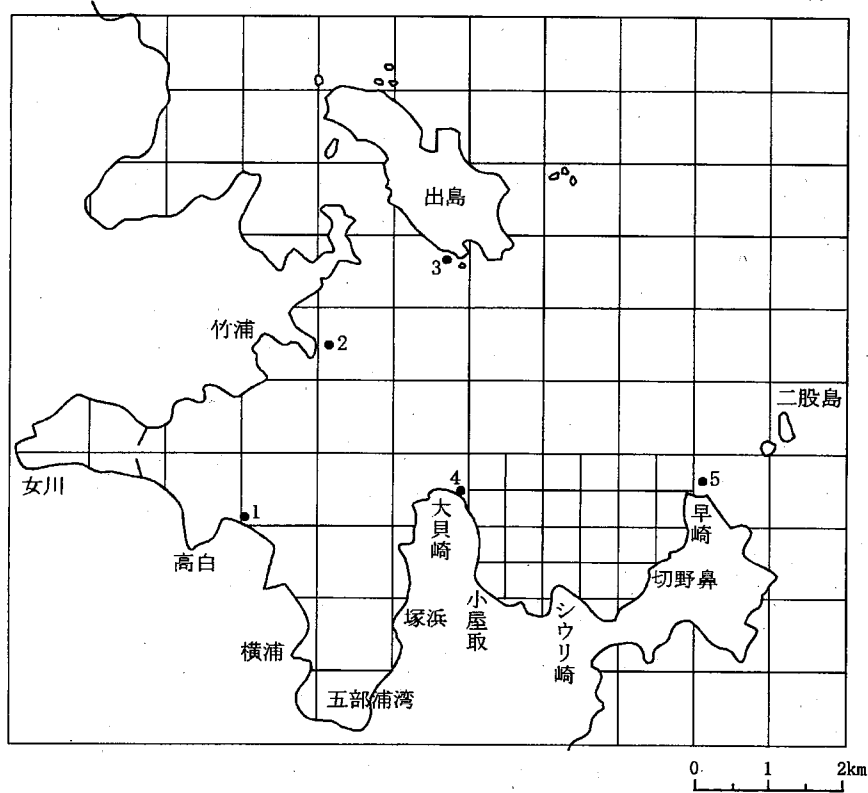 出島
3
竹浦
2
二股島
女川
1
4
5
大貝崎
早崎
高白
切野鼻
塚浜
小屋取
シウリ崎
横浦
五部浦湾
0 1 2km